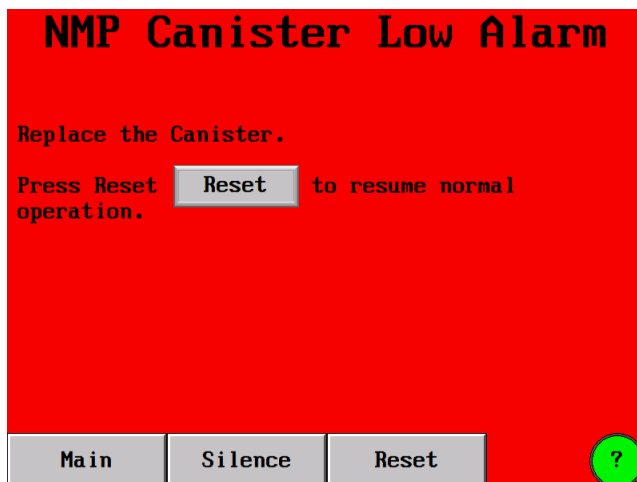 NMP Canister Low Alarm
Replace the Canister.
Press Reset Reset to resume normal
operation.
Main Silence Reset ?